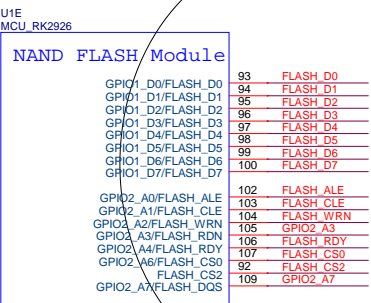 U1E
MCU_RK2926
NAND FLASH Module
GPIO1_D0/FLASH_D0 93 FLASH_D0
GPIO1_D1/FLASH_D1 94 FLASH_D1
GPIO1_D2/FLASH_D2 95 FLASH_D2
GPIO1_D3/FLASH_D3 96 FLASH_D3
GPIO1_D4/FLASH_D4 97 FLASH_D4
GPIO1_D5/FLASH_D5 98 FLASH_D5
GPIO1_D6/FLASH_D6 99 FLASH_D6
GPIO1_D7/FLASH_D7 100 FLASH_D7
GPIO2_A0/FLASH_ALE 102 FLASH_ALE
GPIO2_A1/FLASH_CLE 103 FLASH_CLE
GPIO2_A2/FLASH_WRN 104 FLASH_WRN
GPIO2_A3/FLASH_RDN 105 GPIO2_A3
GPIO2_A4/FLASH_RDY 106 FLASH_RDY
GPIO2_A6/FLASH_CS0 107 FLASH_CS0
FLASH_CS2 92 FLASH_CS2
GPIO2_A7/FLASH_DQS 109 GPIO2_A7